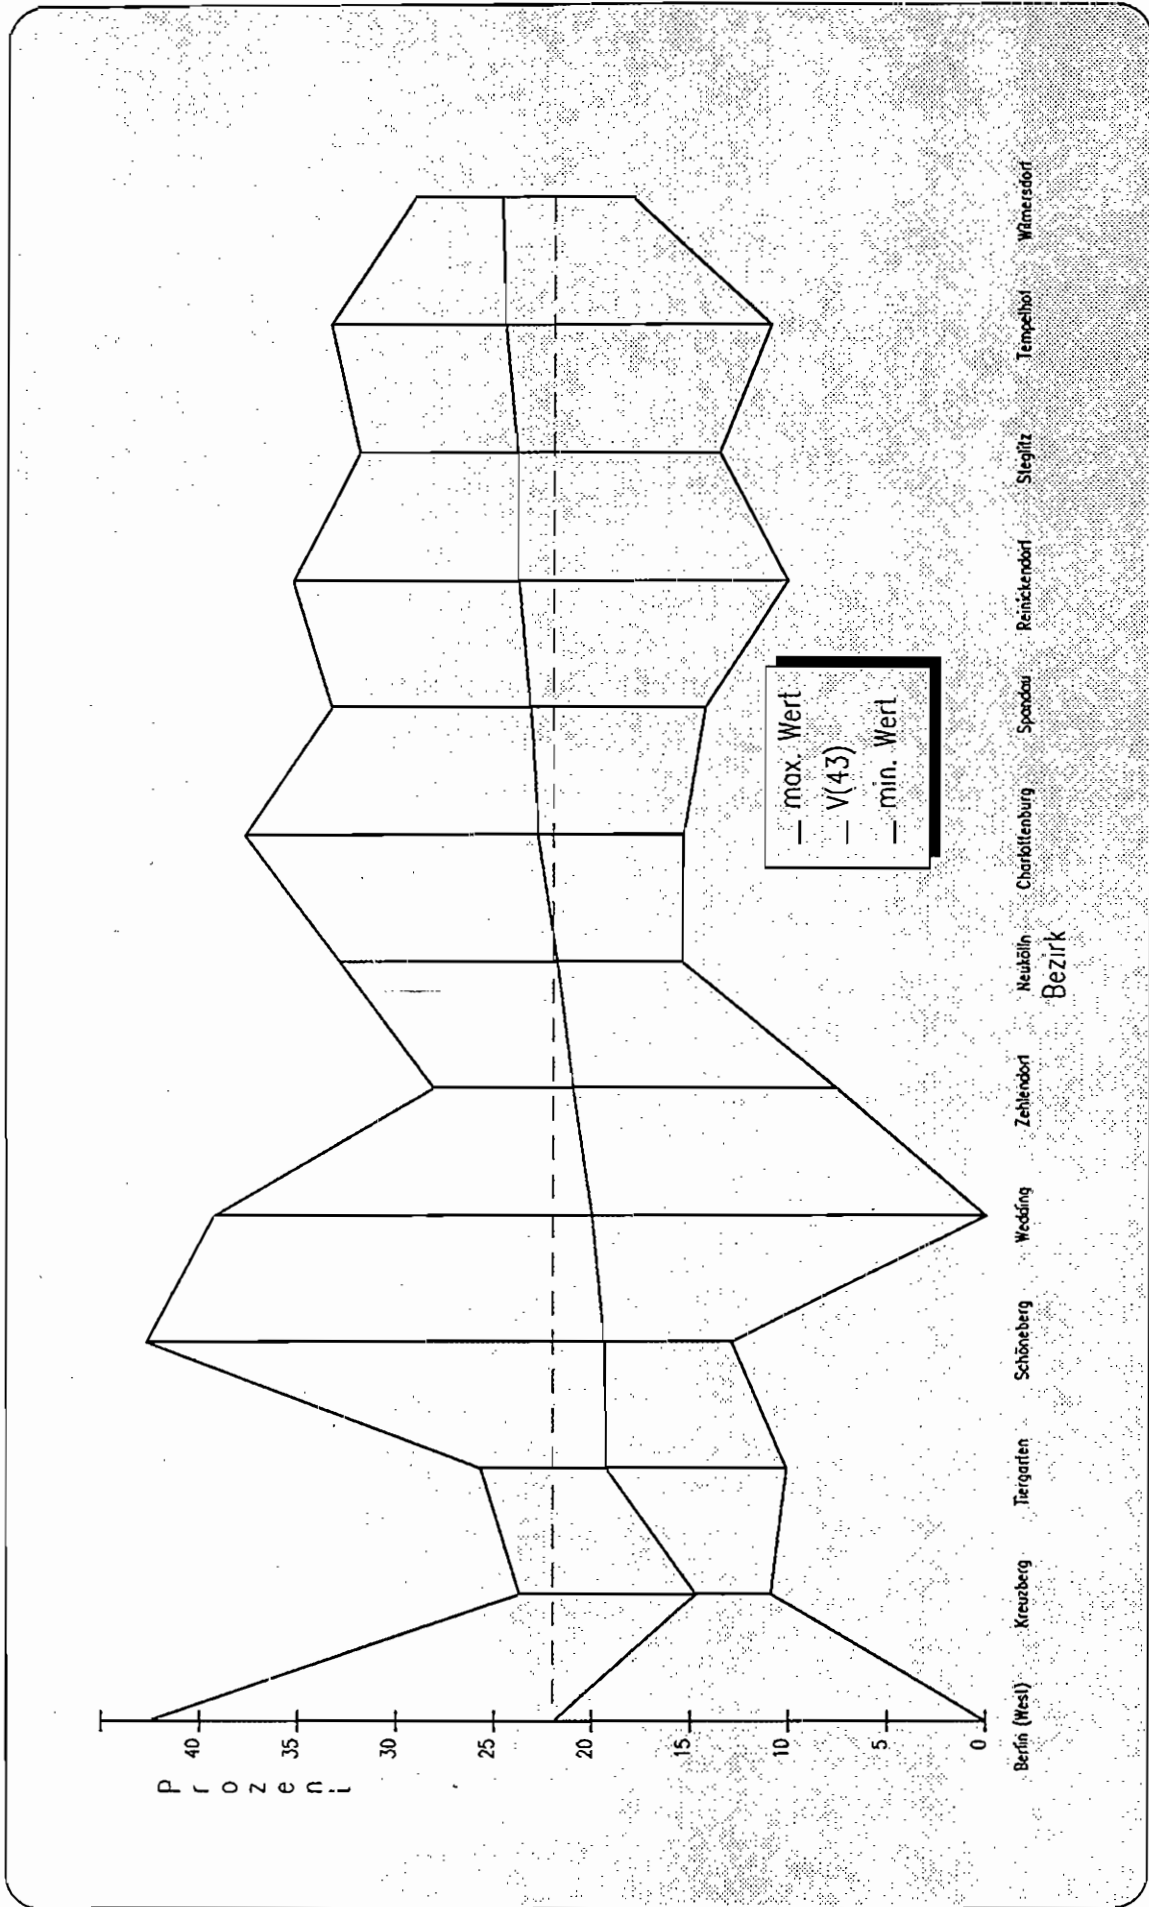 Prozent
40
35
30
25
20
15
10
5
0
Berlin (West) Kreuzberg Tiergarten Schöneberg Wedding Zehlendorf Neukölln Charlottenburg Spandau Reinickendorf Steglitz Tempelhof Wilmersdorf
Bezirk
max. Wert
V(43)
min. Wert